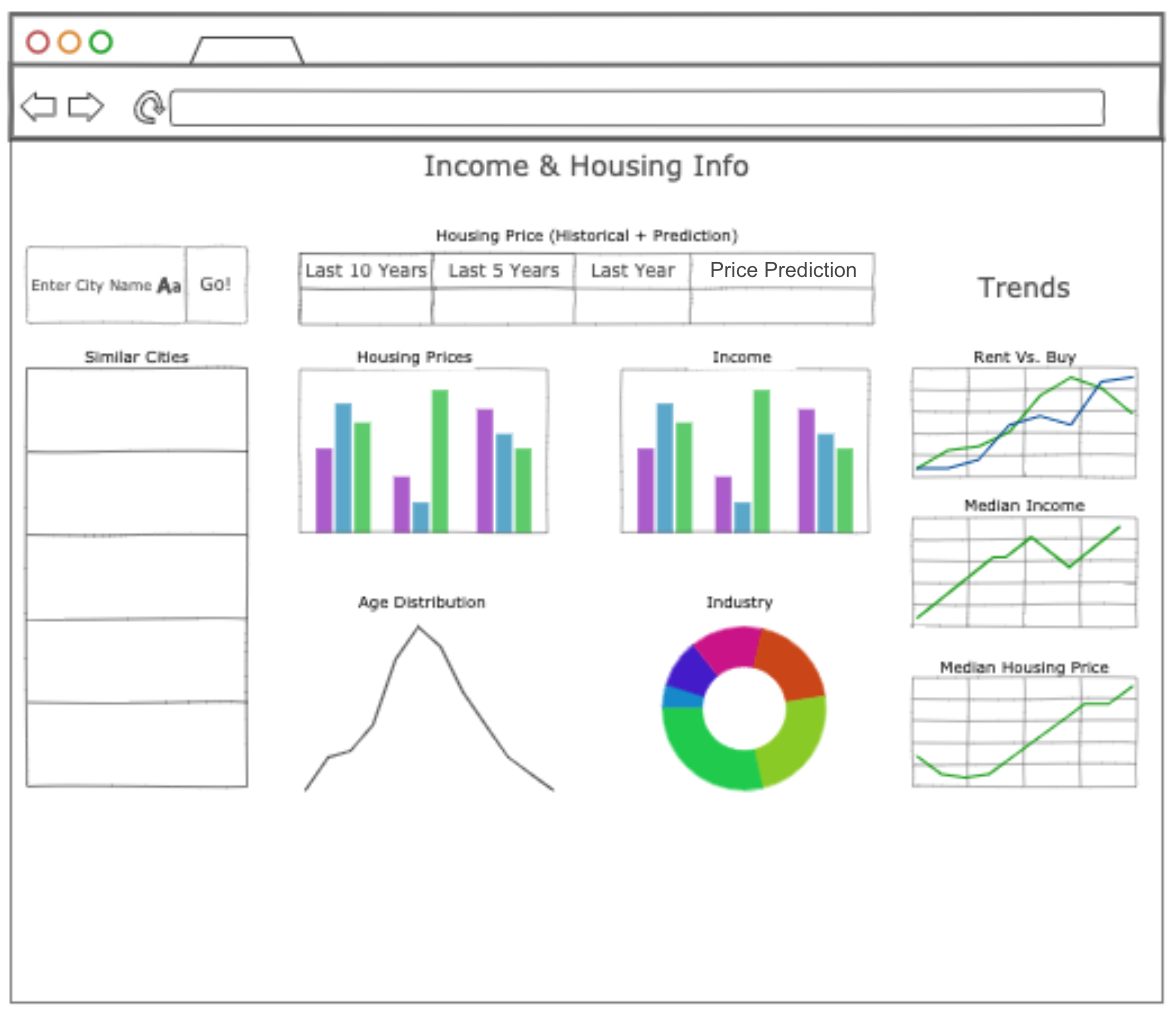 Income & Housing Info
Housing Price (Historical + Prediction)
Enter City Name Aa Go!
Last 10 Years Last 5 Years Last Year Price Prediction
Trends
Similar Cities
Housing Prices
Income
Rent Vs. Buy
Median Income
Age Distribution
Industry
Median Housing Price